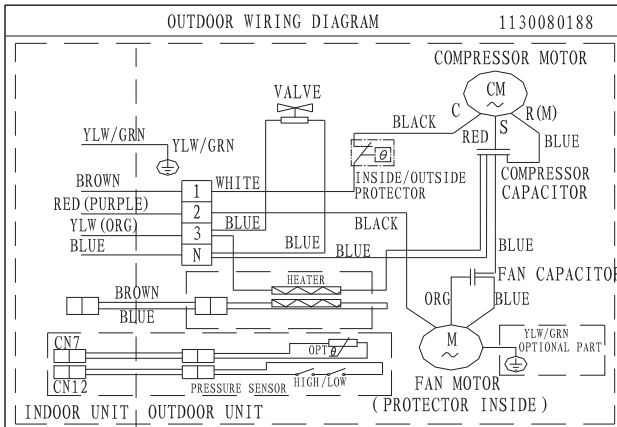 OUTDOOR WIRING DIAGRAM 1130080188
COMPRESSOR MOTOR
VALVE
CM
C
R(M)
S
BLACK
RED
BLUE
YLW/GRN
YLW/GRN
θ
INSIDE/OUTSIDE
PROTECTOR
COMPRESSOR
CAPACITOR
BROWN
1
WHITE
RED(PURPLE)
2
BLACK
YLW(ORG)
3
BLUE
BLUE
N
BLUE
BLUE
BLUE
HEATER
FAN CAPACITOR
BROWN
BLUE
ORG
BLUE
CN7
OPT
θ
M
YLW/GRN
OPTIONAL PART
CN12
PRESSURE SENSOR
HIGH/LOW
FAN MOTOR
(PROTECTOR INSIDE)
INDOOR UNIT
OUTDOOR UNIT